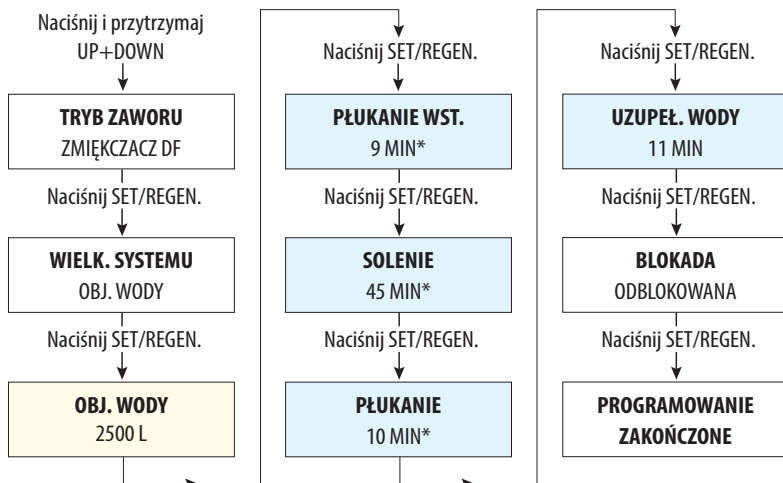 Naciśnij i przytrzymaj
UP+DOWN
TRYB ZAWORU
ZMIĘKCZACZ DF
Naciśnij SET/REGEN.
WIELK. SYSTEMU
OBJ. WODY
Naciśnij SET/REGEN.
OBJ. WODY
2500 L
Naciśnij SET/REGEN.
PŁUKANIE WST.
9 MIN*
Naciśnij SET/REGEN.
SOLENIE
45 MIN*
Naciśnij SET/REGEN.
PŁUKANIE
10 MIN*
Naciśnij SET/REGEN.
UZUPEŁ. WODY
11 MIN
Naciśnij SET/REGEN.
BLOKADA
ODBLOKOWANA
Naciśnij SET/REGEN.
PROGRAMOWANIE
ZAKOŃCZONE